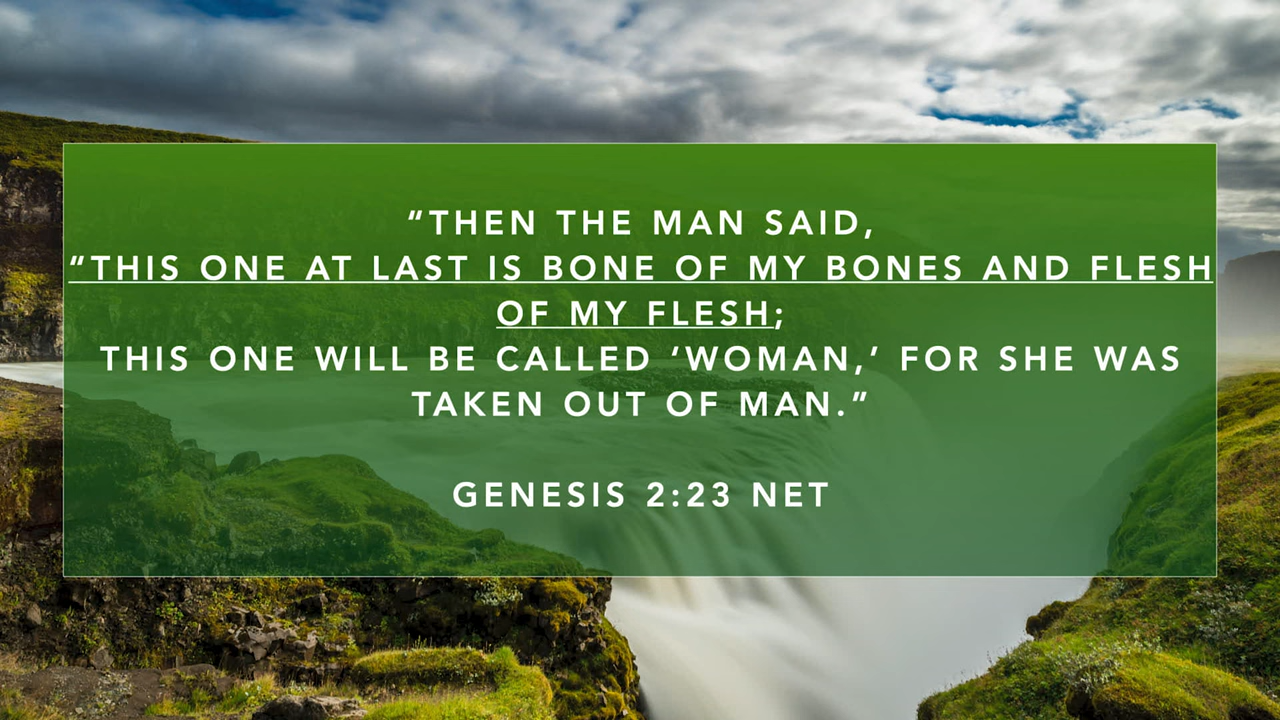 “THEN THE MAN SAID,
“THIS ONE AT LAST IS BONE OF MY BONES AND FLESH
OF MY FLESH;
THIS ONE WILL BE CALLED ‘WOMAN,’ FOR SHE WAS
TAKEN OUT OF MAN.”
GENESIS 2:23 NET